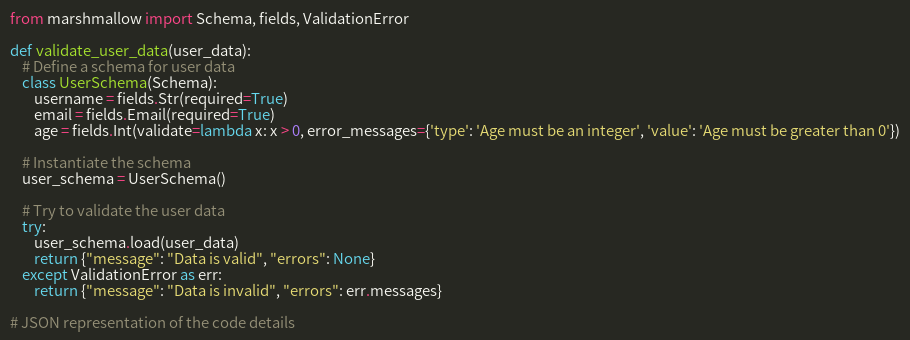 from marshmallow import Schema, fields, ValidationError
def validate_user_data(user_data):
# Define a schema for user data
class UserSchema(Schema):
username = fields.Str(required=True)
email = fields.Email(required=True)
age = fields.Int(validate=lambda x: x > 0, error_messages={'type': 'Age must be an integer', 'value': 'Age must be greater than 0'})
# Instantiate the schema
user_schema = UserSchema()
# Try to validate the user data
try:
user_schema.load(user_data)
return {"message": "Data is valid", "errors": None}
except ValidationError as err:
return {"message": "Data is invalid", "errors": err.messages}
# JSON representation of the code details